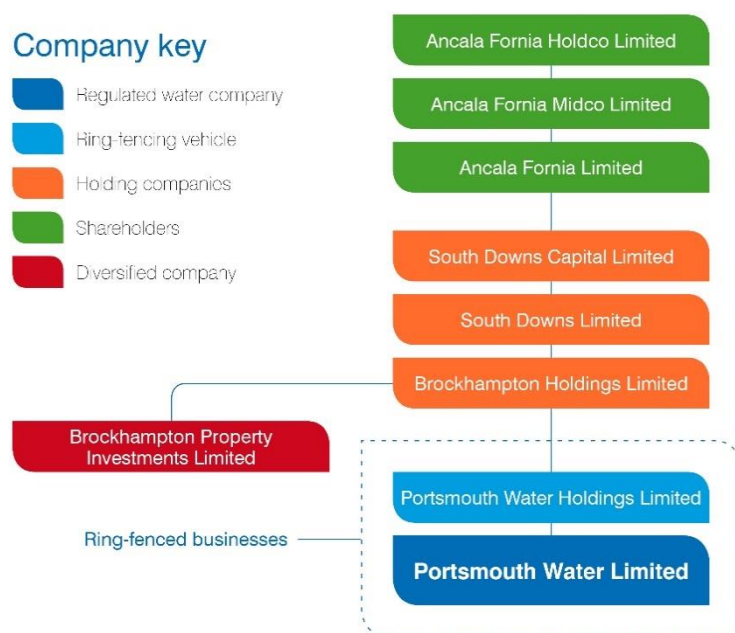 Company key
Regulated water company
Ring-fencing vehicle
Holding companies
Shareholders
Diversified company
Ancala Fornia Holdco Limited
Ancala Fornia Midco Limited
Ancala Fornia Limited
South Downs Capital Limited
South Downs Limited
Brockhampton Holdings Limited
Brockhampton Property
Investments Limited
Portsmouth Water Holdings Limited
Ring-fenced businesses
Portsmouth Water Limited